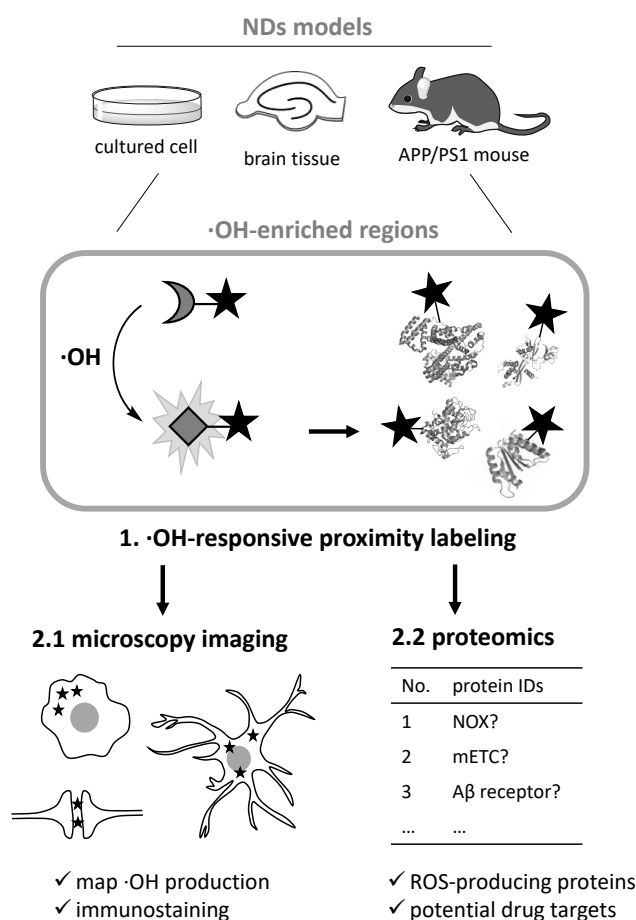 NDs models
cultured cell
brain tissue
APP/PS1 mouse
·OH-enriched regions
·OH
1. ·OH-responsive proximity labeling
2.1 microscopy imaging
2.2 proteomics
No. protein IDs
1 NOX?
2 mETC?
3 Aβ receptor?
... ...
✓ map ·OH production
✓ immunostaining
✓ ROS-producing proteins
✓ potential drug targets